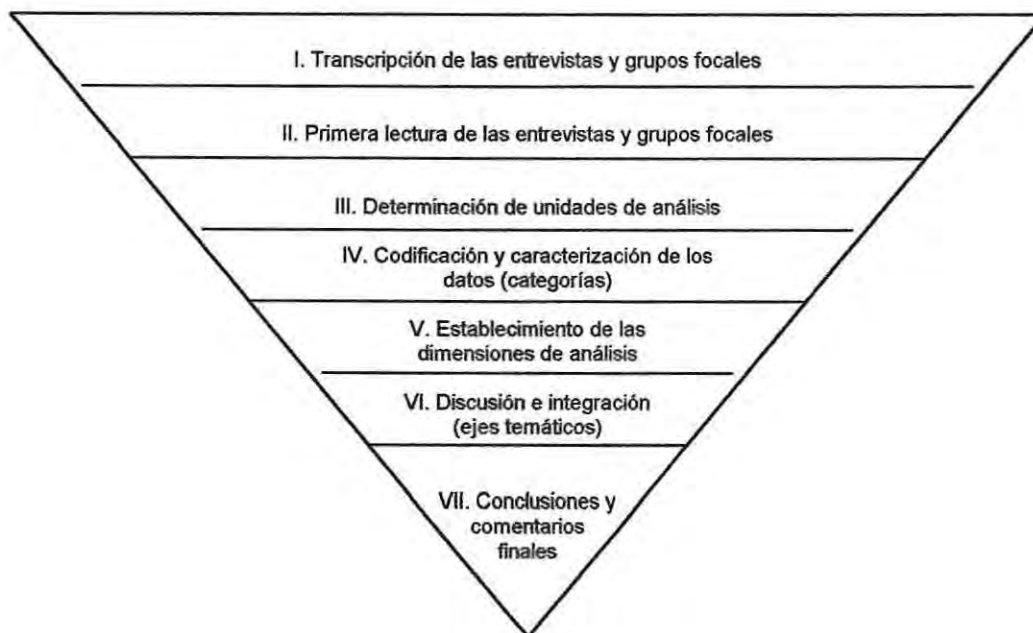 I. Transcripción de las entrevistas y grupos focales
II. Primera lectura de las entrevistas y grupos focales
III. Determinación de unidades de análisis
IV. Codificación y caracterización de los
datos (categorías)
V. Establecimiento de las
dimensiones de análisis
VI. Discusión e integración
(ejes temáticos)
VII. Conclusiones y
comentarios
finales